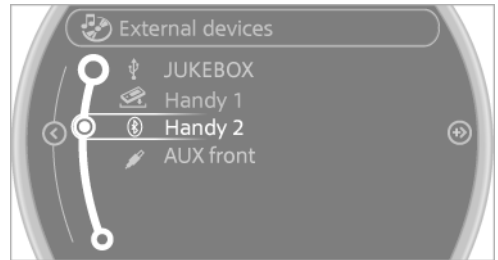 External devices
JUKEBOX
Handy 1
Handy 2
AUX front